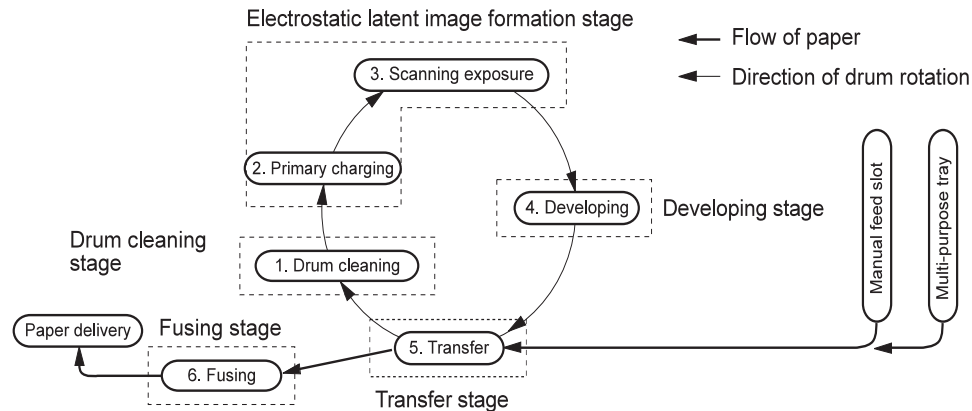 Electrostatic latent image formation stage
Flow of paper
3. Scanning exposure
Direction of drum rotation
2. Primary charging
4. Developing
Developing stage
Manual feed slot
Multi-purpose tray
Drum cleaning
stage
1. Drum cleaning
Paper delivery
Fusing stage
5. Transfer
6. Fusing
Transfer stage